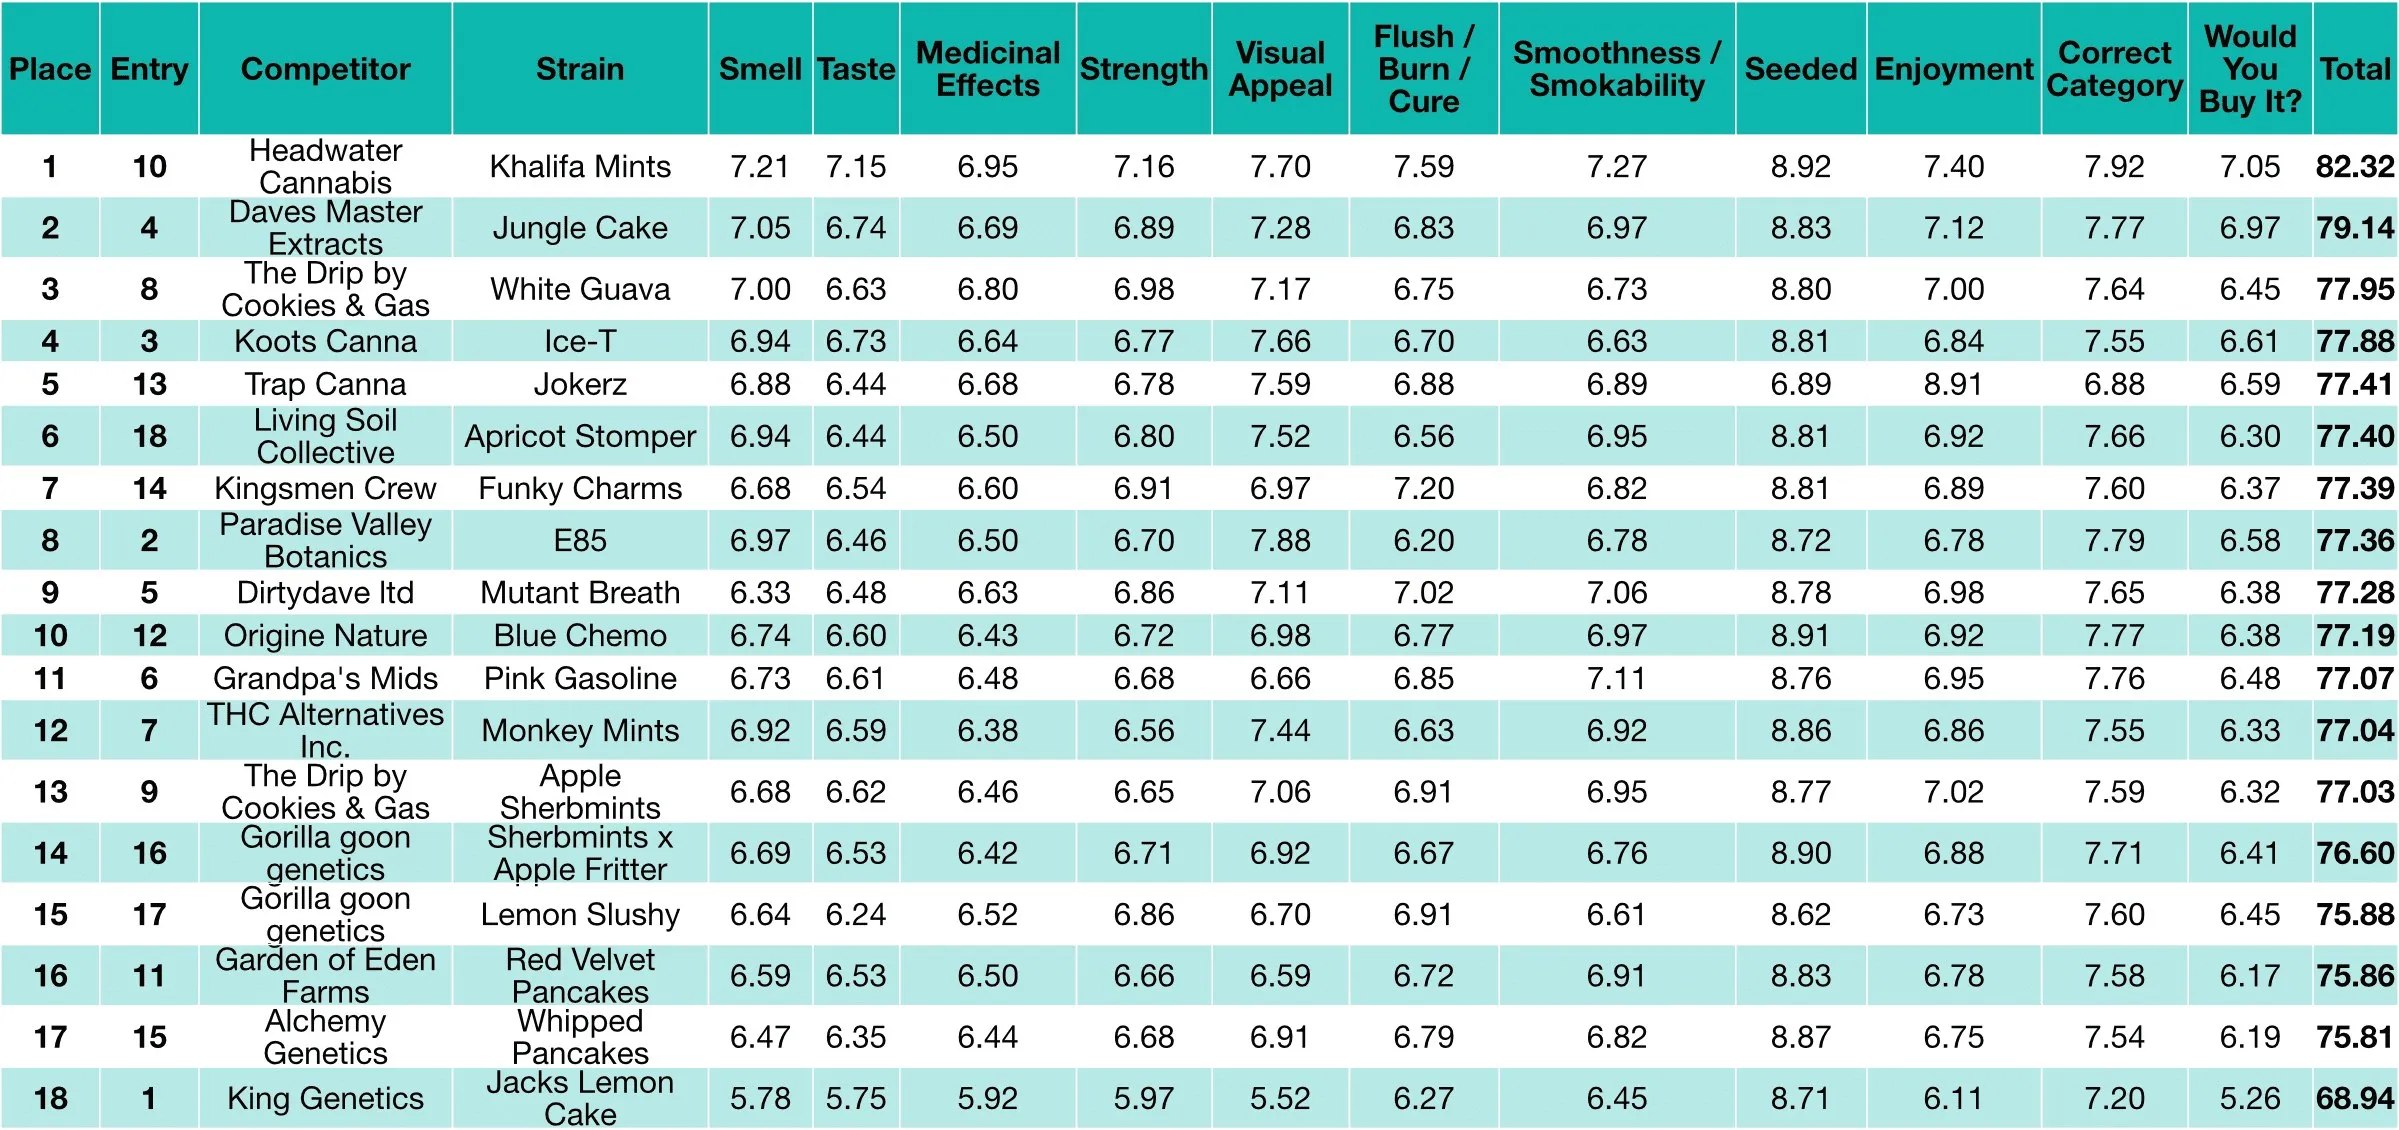 Place Entry Competitor Strain Smell Taste Medicinal Effects Strength Visual Appeal Flush / Burn / Cure Smoothness / Smokability Seeded Enjoyment Correct Category Would You Buy It? Total
1 10 Headwater Cannabis Khalifa Mints 7.21 7.15 6.95 7.16 7.70 7.59 7.27 8.92 7.40 7.92 7.05 82.32
2 4 Daves Master Extracts Jungle Cake 7.05 6.74 6.69 6.89 7.28 6.83 6.97 8.83 7.12 7.77 6.97 79.14
3 8 The Drip by Cookies & Gas White Guava 7.00 6.63 6.80 6.98 7.17 6.75 6.73 8.80 7.00 7.64 6.45 77.95
4 3 Koots Canna Ice-T 6.94 6.73 6.64 6.77 7.66 6.70 6.63 8.81 6.84 7.55 6.61 77.88
5 13 Trap Canna Jokerz 6.88 6.44 6.68 6.78 7.59 6.88 6.89 6.89 8.91 6.88 6.59 77.41
6 18 Living Soil Collective Apricot Stomper 6.94 6.44 6.50 6.80 7.52 6.56 6.95 8.81 6.92 7.66 6.30 77.40
7 14 Kingsmen Crew Funky Charms 6.68 6.54 6.60 6.91 6.97 7.20 6.82 8.81 6.89 7.60 6.37 77.39
8 2 Paradise Valley Botanics E85 6.97 6.46 6.50 6.70 7.88 6.20 6.78 8.72 6.78 7.79 6.58 77.36
9 5 Dirtydave ltd Mutant Breath 6.33 6.48 6.63 6.86 7.11 7.02 7.06 8.78 6.98 7.65 6.38 77.28
10 12 Origine Nature Blue Chemo 6.74 6.60 6.43 6.72 6.98 6.77 6.97 8.91 6.92 7.77 6.38 77.19
11 6 Grandpa's Mids Pink Gasoline 6.73 6.61 6.48 6.68 6.66 6.85 7.11 8.76 6.95 7.76 6.48 77.07
12 7 THC Alternatives Inc. Monkey Mints 6.92 6.59 6.38 6.56 7.44 6.63 6.92 8.86 6.86 7.55 6.33 77.04
13 9 The Drip by Cookies & Gas Apple Sherbmints 6.68 6.62 6.46 6.65 7.06 6.91 6.95 8.77 7.02 7.59 6.32 77.03
14 16 Gorilla goon genetics Sherbmints x Apple Fritter 6.69 6.53 6.42 6.71 6.92 6.67 6.76 8.90 6.88 7.71 6.41 76.60
15 17 Gorilla goon genetics Lemon Slushy 6.64 6.24 6.52 6.86 6.70 6.91 6.61 8.62 6.73 7.60 6.45 75.88
16 11 Garden of Eden Farms Red Velvet Pancakes 6.59 6.53 6.50 6.66 6.59 6.72 6.91 8.83 6.78 7.58 6.17 75.86
17 15 Alchemy Genetics Whipped Pancakes 6.47 6.35 6.44 6.68 6.91 6.79 6.82 8.87 6.75 7.54 6.19 75.81
18 1 King Genetics Jacks Lemon Cake 5.78 5.75 5.92 5.97 5.52 6.27 6.45 8.71 6.11 7.20 5.26 68.94